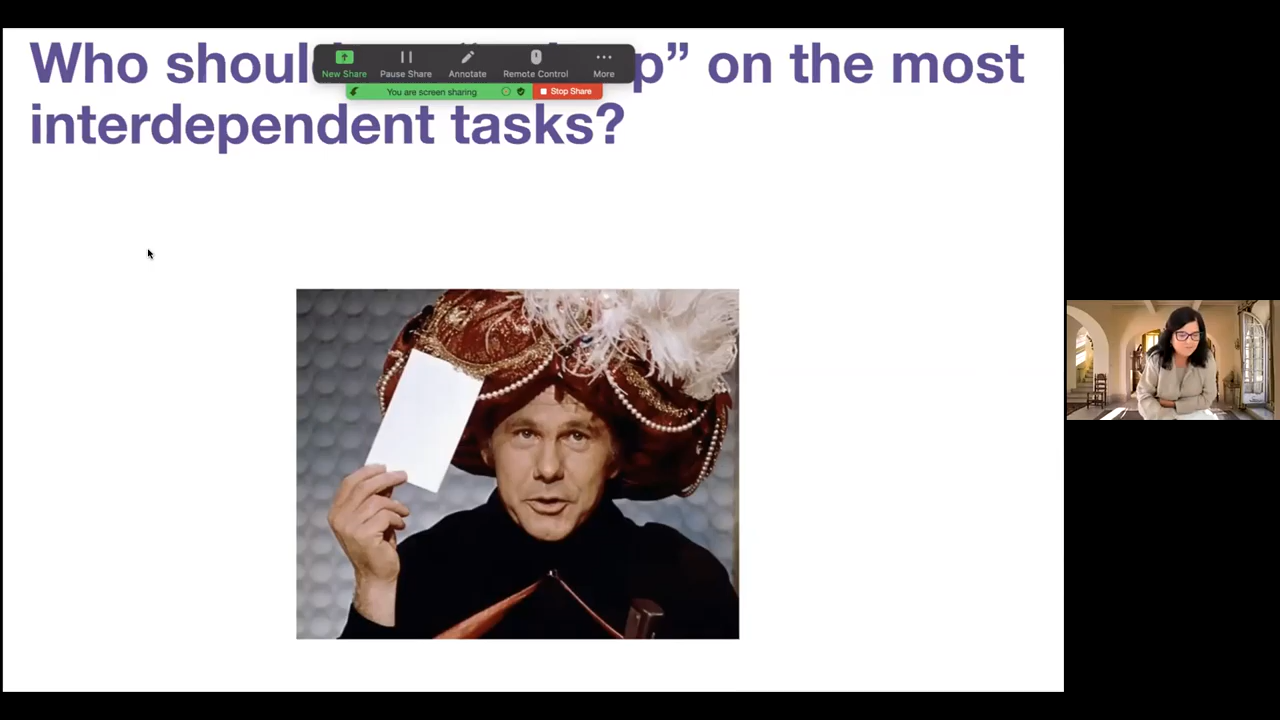 Who shoul p” on the most
interdependent tasks?
New Share Pause Share Annotate Remote Control More
You are screen sharing Stop Share